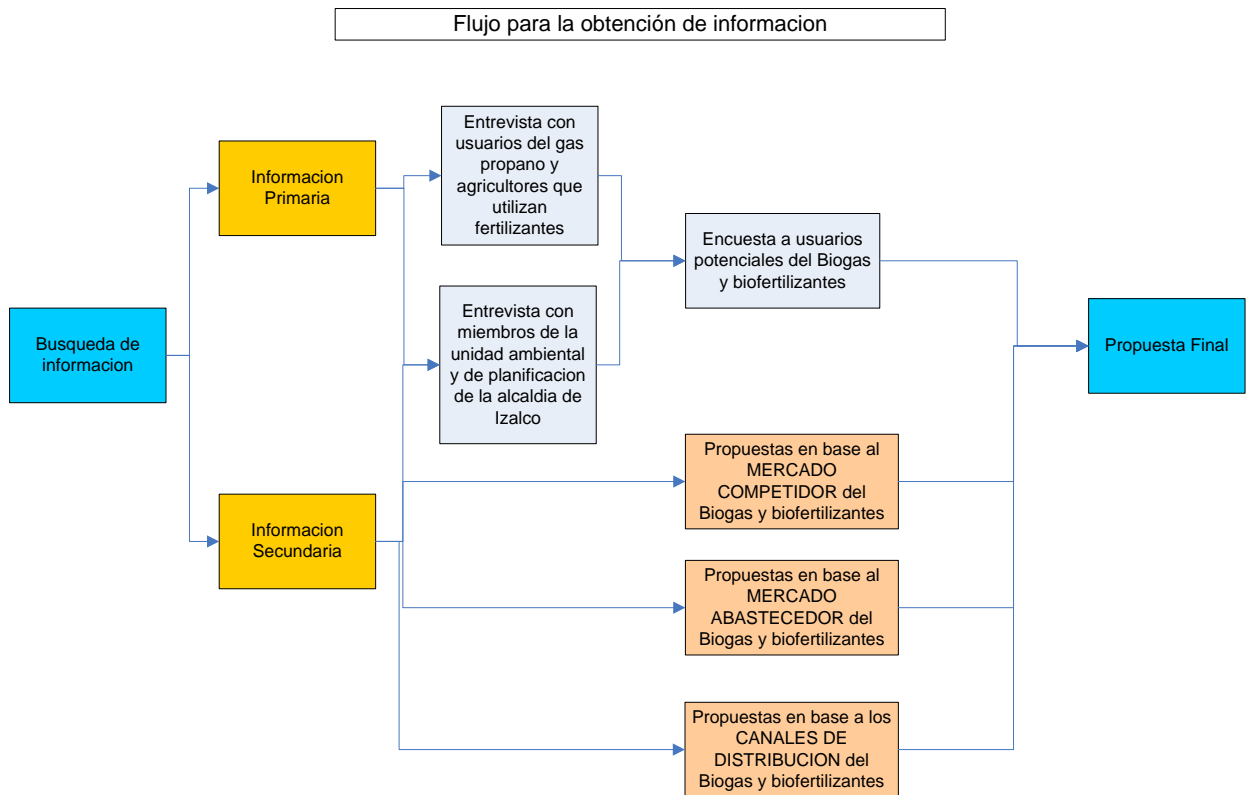 Flujo para la obtención de informacion
Entrevista con
usuarios del gas
propano y
agricultores que
utilizan
fertilizantes
Informacion
Primaria
Encuesta a usuarios
potenciales del Biogas
y biofertilizantes
Entrevista con
miembros de la
unidad ambiental
y de planificacion
de la alcaldia de
Izalco
Busqueda de
informacion
Propuesta Final
Propuestas en base al
MERCADO
COMPETIDOR del
Biogas y biofertilizantes
Informacion
Secundaria
Propuestas en base al
MERCADO
ABASTECEDOR del
Biogas y biofertilizantes
Propuestas en base a los
CANALES DE
DISTRIBUCION del
Biogas y biofertilizantes